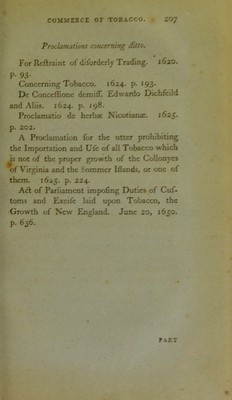 COMMERCE OF TOBACCO. 207
Proclamations concerning ditto.
For Reſtraint of diſorderly Trading. 1620.
p. 93.
Concerning Tobacco. 1624. p. 193.
De Conceſſione demiſſ. Edwardo Dichfeild
and Aliis. 1624. p. 198.
Proclamatio de herbæ Nicotianæ. 1625.
p. 202.
A Proclamation for the utter prohibiting
the Importation and Uſe of all Tobacco which
is not of the proper growth of the Collonyes
of Virginia and the Sommer Iſlands, or one of
them. 1625. p. 224.
Act of Parliament impoſing Duties of Cuſ-
toms and Exciſe laid upon Tobacco, the
Growth of New England. June 20, 1650.
p. 636.
PART